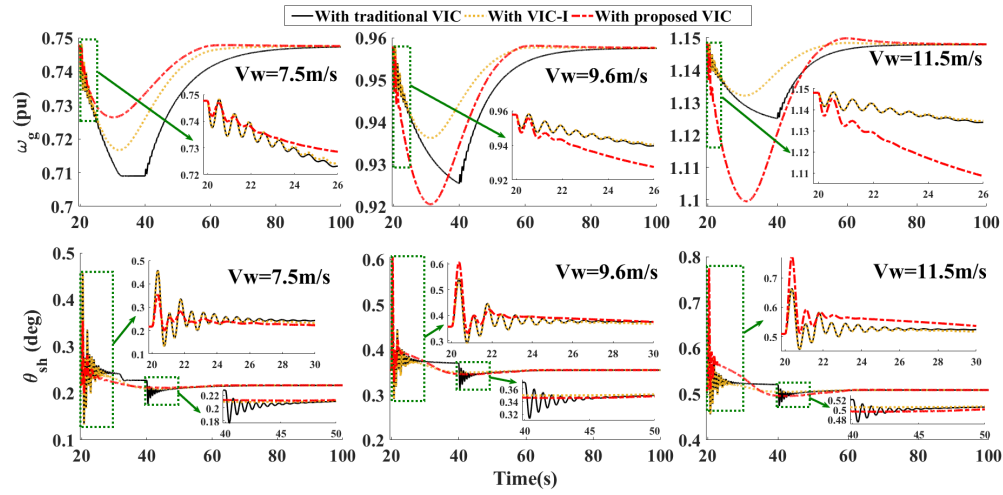 With traditional VIC With VIC-I With proposed VIC
0.75 0.74 0.73 0.72 0.71 0.7
ω_g (pu)
Vw=7.5m/s
0.75 0.74 0.73 0.72
20 22 24 26
20 40 60 80 100
0.96 0.95 0.94 0.93 0.92
Vw=9.6m/s
0.96 0.94 0.92
20 22 24 26
20 40 60 80 100
1.15 1.14 1.13 1.12 1.11 1.1
Vw=11.5m/s
1.15 1.14 1.13 1.12 1.11
20 22 24 26
20 40 60 80 100
0.5 0.4 0.3 0.2 0.1
θ_sh (deg)
Vw=7.5m/s
0.5 0.4 0.3 0.2 0.1
20 22 24 26 28 30
0.22 0.21 0.2 0.18
40 45 50
20 40 60 80 100
0.6 0.5 0.4 0.3 0.2
Vw=9.6m/s
0.6 0.5 0.4 0.3
20 22 24 26 28 30
0.36 0.34 0.32
40 45 50
20 40 60 80 100
Time(s)
0.8 0.7 0.6 0.5 0.4
Vw=11.5m/s
0.7 0.6 0.5
20 22 24 26 28 30
0.52 0.5 0.48
40 45 50
20 40 60 80 100